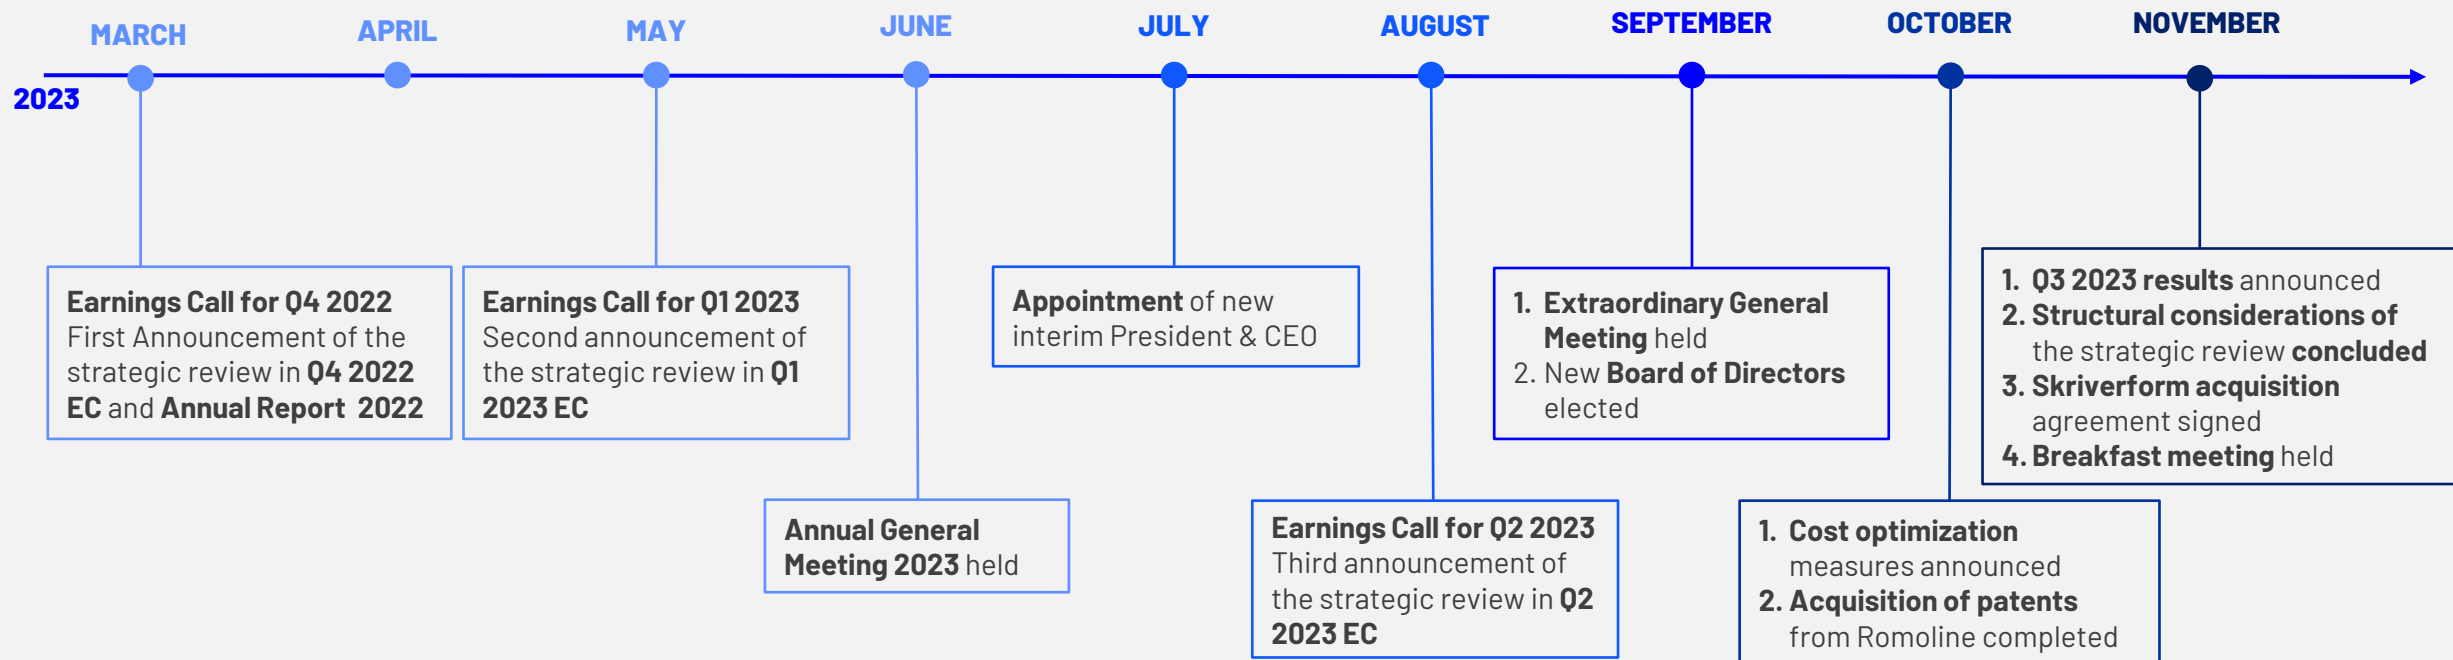 MARCH
APRIL
MAY
JUNE
JULY
AUGUST
SEPTEMBER
OCTOBER
NOVEMBER
2023
Earnings Call for Q4 2022
First Announcement of the
strategic review in Q4 2022
EC and Annual Report 2022
Earnings Call for Q1 2023
Second announcement of
the strategic review in Q1
2023 EC
Annual General
Meeting 2023 held
Appointment of new
interim President & CEO
Earnings Call for Q2 2023
Third announcement of
the strategic review in Q2
2023 EC
1. Extraordinary General
Meeting held
2. New Board of Directors
elected
1. Cost optimization
measures announced
2. Acquisition of patents
from Romoline completed
1. Q3 2023 results announced
2. Structural considerations of
the strategic review concluded
3. Skriverform acquisition
agreement signed
4. Breakfast meeting held